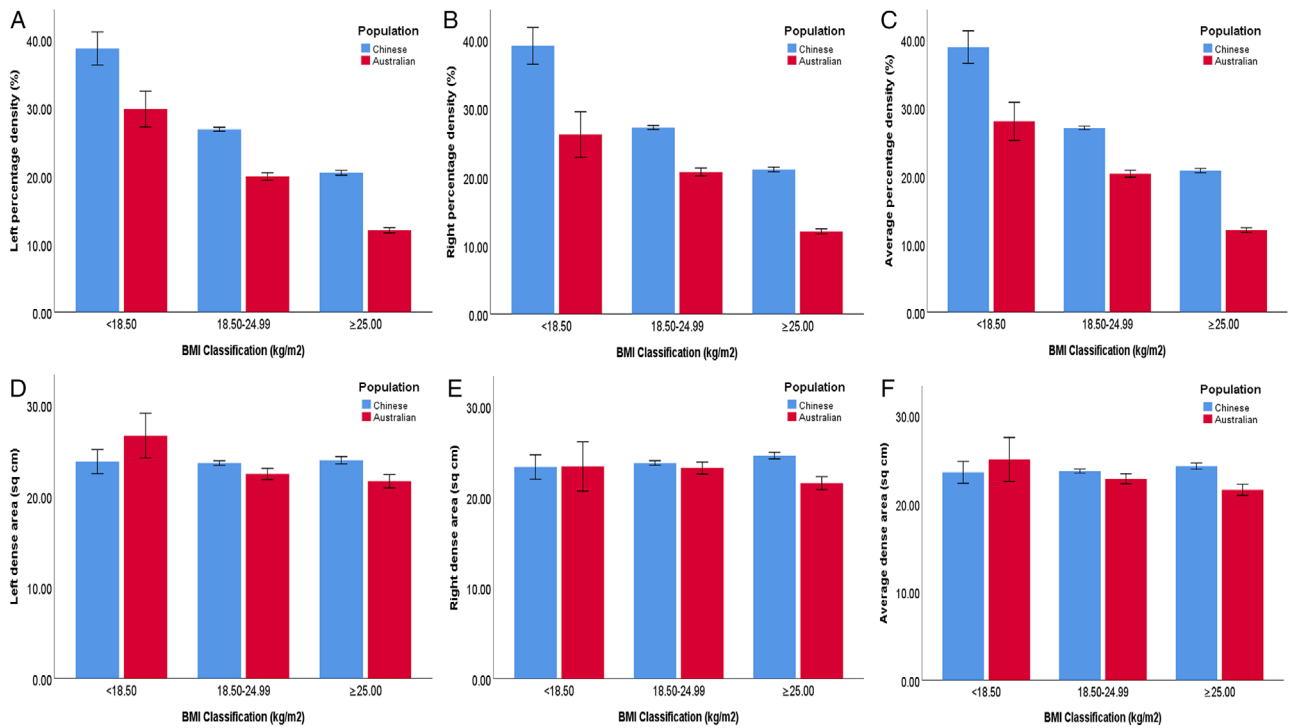 A
Population
Chinese
Australian
Left percentage density (%)
40.00
30.00
20.00
10.00
0.00
<18.50
18.50-24.99
≥25.00
BMI Classification (kg/m2)
B
Population
Chinese
Australian
Right percentage density (%)
40.00
30.00
20.00
10.00
0.00
<18.50
18.50-24.99
≥25.00
BMI Classification (kg/m2)
C
Population
Chinese
Australian
Average percentage density (%)
40.00
30.00
20.00
10.00
0.00
<18.50
18.50-24.99
≥25.00
BMI Classification (kg/m2)
D
Population
Chinese
Australian
Left dense area (sq cm)
30.00
20.00
10.00
0.00
<18.50
18.50-24.99
≥25.00
BMI Classification (kg/m2)
E
Population
Chinese
Australian
Right dense area (sq cm)
30.00
20.00
10.00
0.00
<18.50
18.50-24.99
≥25.00
BMI Classification (kg/m2)
F
Population
Chinese
Australian
Average dense area (sq cm)
30.00
20.00
10.00
0.00
<18.50
18.50-24.99
≥25.00
BMI Classification (kg/m2)